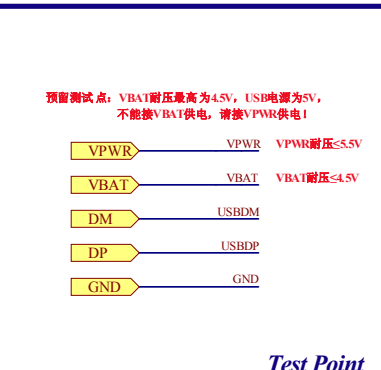 预留测试点：VBAT耐压最高为4.5V，USB电源为5V，
不能接VBAT供电，请接VPWR供电！
VPWR VPWR VPWR耐压≤5.5V
VBAT VBAT VBAT耐压≤4.5V
DM USBDM
DP USBDP
GND GND
Test Point